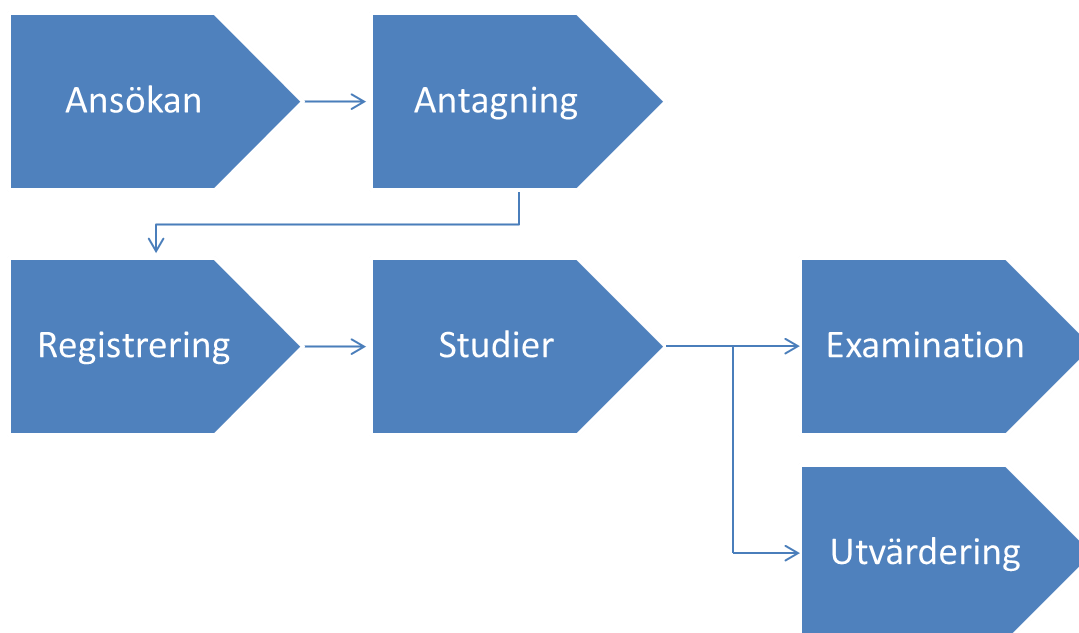 Ansökan
Antagning
Registrering
Studier
Examination
Utvärdering